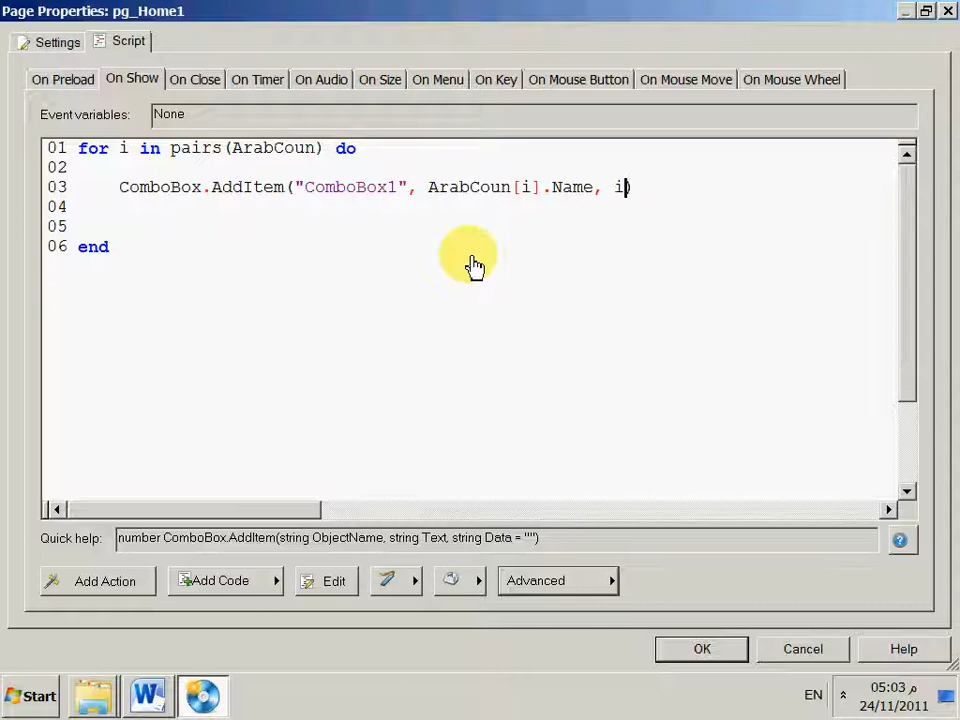 Page Properties: pg_Home1
Settings Script
On Preload On Show On Close On Timer On Audio On Size On Menu On Key On Mouse Button On Mouse Move On Mouse Wheel
Event variables: None
01 for i in pairs(ArabCoun) do
02
03 ComboBox.AddItem("ComboBox1", ArabCoun[i].Name, i)
04
05
06 end
Quick help: number ComboBox.AddItem(string ObjectName, string Text, string Data = "")
Add Action Add Code Edit Advanced
OK Cancel Help
Start EN 05:03 م
24/11/2011